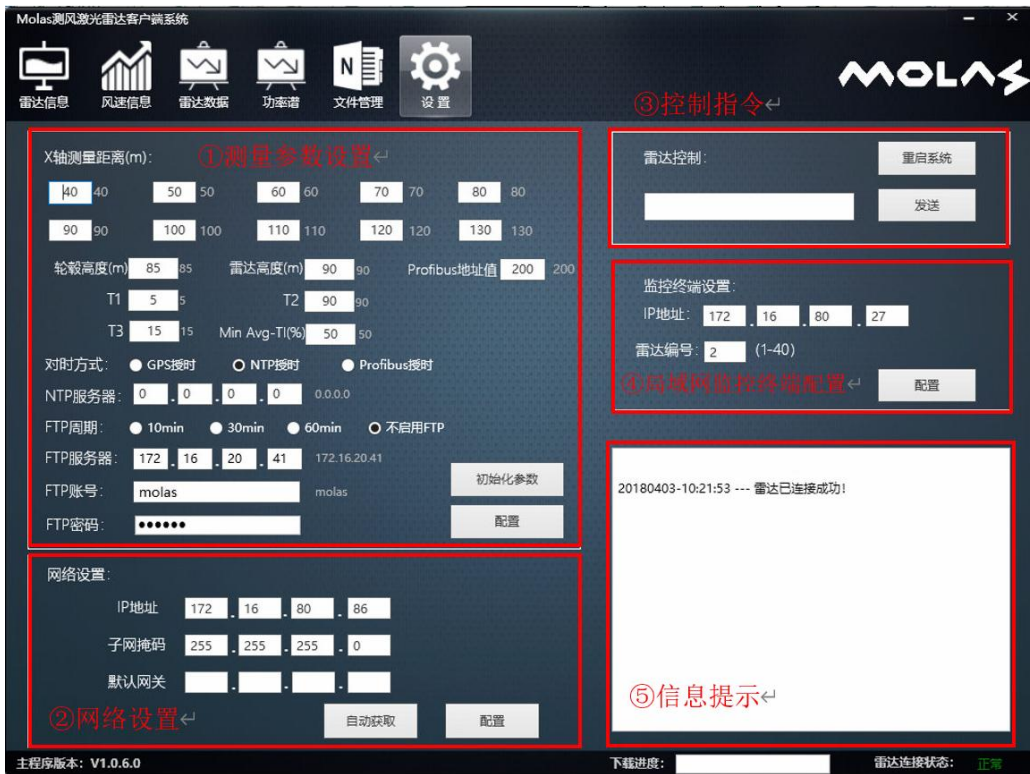 Molas测风激光雷达客户端系统
雷达信息 风速信息 雷达数据 功率谱 文件管理 设置
MOLAS
③控制指令↵
X轴测量距离(m): ①测量参数设置↵
40 40 50 50 60 60 70 70 80 80
90 90 100 100 110 110 120 120 130 130
轮毂高度(m) 85 85 雷达高度(m) 90 90 Profibus地址值 200 200
T1 5 5 T2 90 90
T3 15 15 Min Avg-TI(%) 50 50
对时方式: GPS授时 NTP授时 Profibus授时
NTP服务器: 0 . 0 . 0 . 0 0.0.0.0
FTP周期: 10min 30min 60min 不启用FTP
FTP服务器: 172 . 16 . 20 . 41 172.16.20.41
FTP账号: molas molas
初始化参数
FTP密码: ●●●●●●
配置
网络设置:
IP地址 172 . 16 . 80 . 86
子网掩码 255 . 255 . 255 . 0
默认网关 . . .
②网络设置↵
自动获取 配置
雷达控制: 重启系统
发送
监控终端设置:
IP地址: 172 . 16 . 80 . 27
雷达编号: 2 (1-40)
④局域网监控终端配置↵
配置
20180403-10:21:53 --- 雷达已连接成功!
⑤信息提示↵
主程序版本: V1.0.6.0 下载进度: 雷达连接状态: 正常